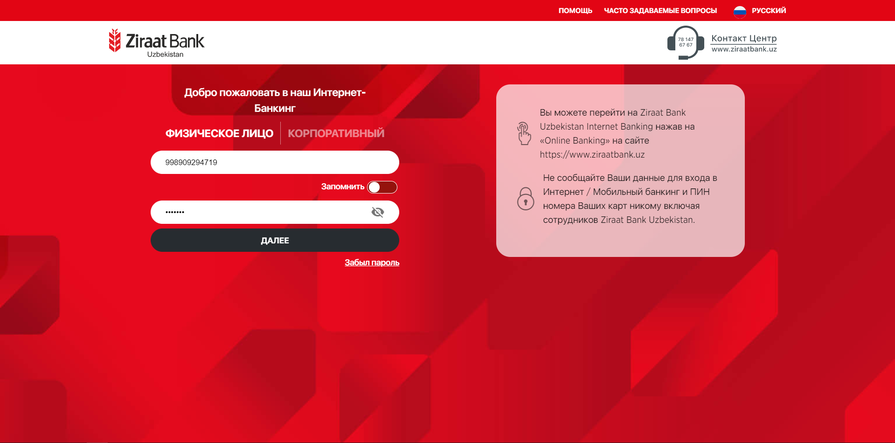 ПОМОЩЬ ЧАСТО ЗАДАВАЕМЫЕ ВОПРОСЫ РУССКИЙ
Ziraat Bank
Uzbekistan
78 147
67 67
Контакт Центр
www.ziraatbank.uz
Добро пожаловать в наш Интернет-
Банкинг
ФИЗИЧЕСКОЕ ЛИЦО КОРПОРАТИВНЫЙ
998909294719
Запомнить
•••••••
ДАЛЕЕ
Забыл пароль
Вы можете перейти на Ziraat Bank
Uzbekistan Internet Banking нажав на
«Online Banking» на сайте
https://www.ziraatbank.uz
Не сообщайте Ваши данные для входа в
Интернет / Мобильный банкинг и ПИН
номера Ваших карт никому включая
сотрудников Ziraat Bank Uzbekistan.